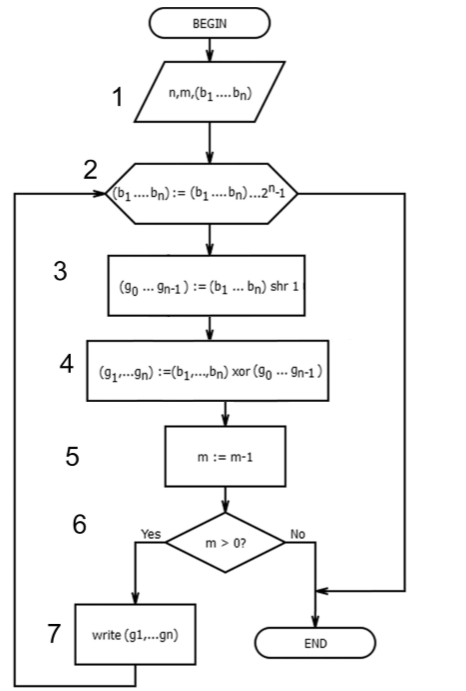 BEGIN
1
n,m,(b1 ....bn)
2
(b1 ....bn) := (b1 ....bn)...2^n-1
3
(g0 ... gn-1 ) := (b1 ... bn) shr 1
4
(g1,...gn) :=(b1,...,bn) xor (g0 ... gn-1 )
5
m := m-1
6
Yes
m > 0?
No
7
write (g1,...gn)
END